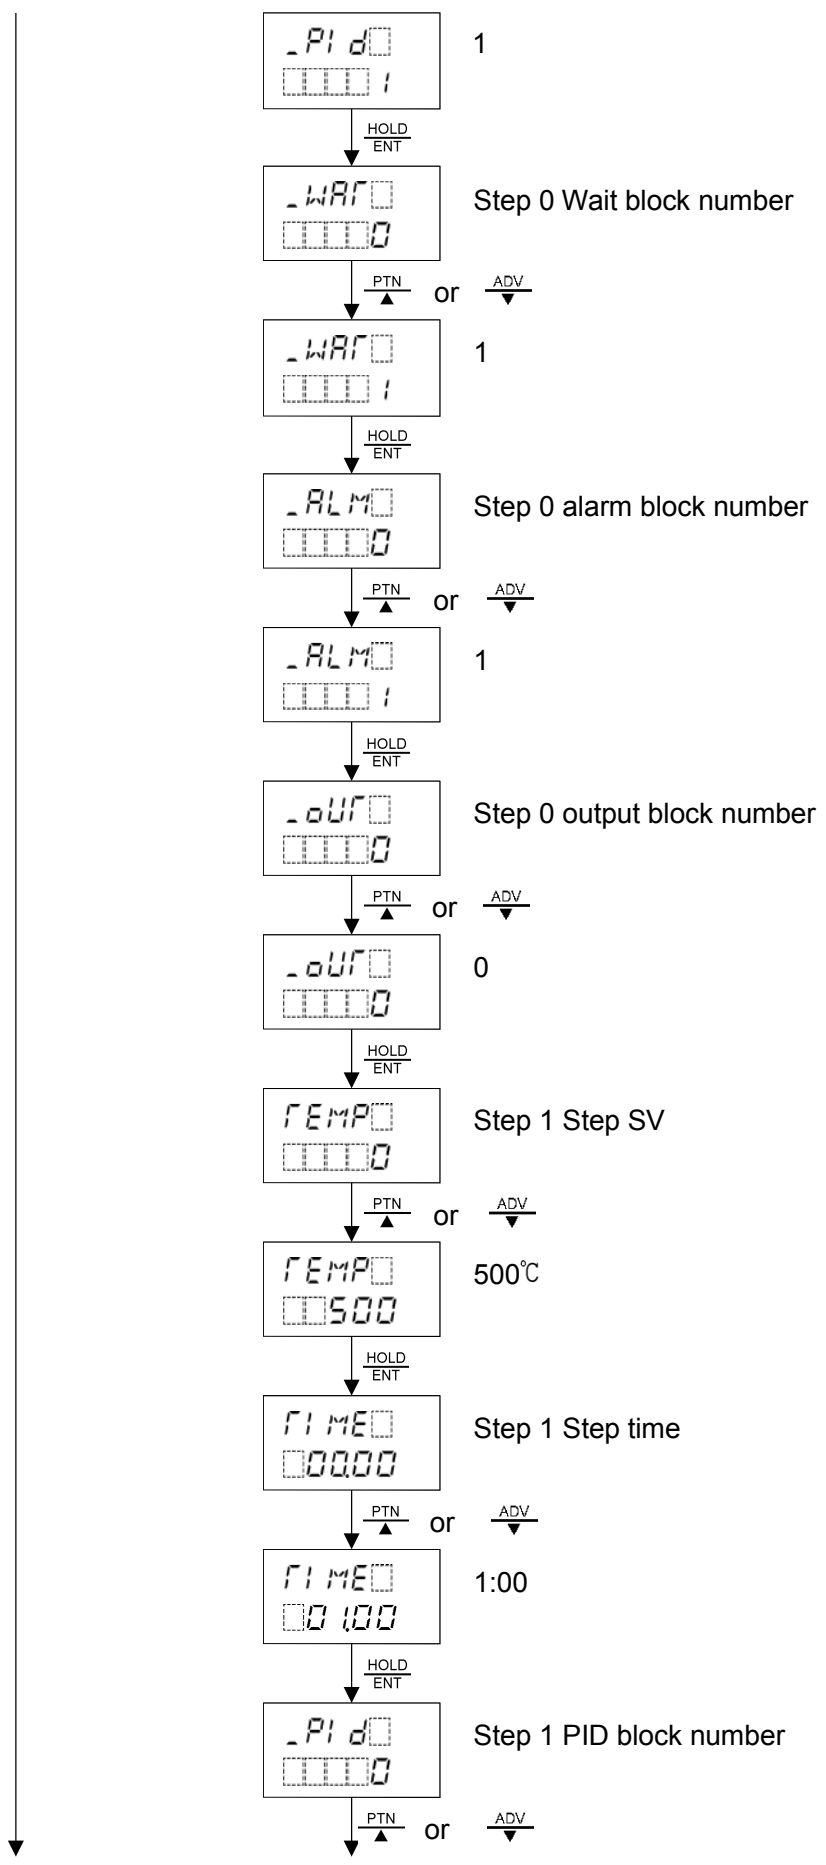 _PId 1
1
HOLD
ENT
_WAT Step 0 Wait block number
0
PTN or ADV
▲ ▼
_WAT 1
1
HOLD
ENT
_ALM Step 0 alarm block number
0
PTN or ADV
▲ ▼
_ALM 1
1
HOLD
ENT
_oUT Step 0 output block number
0
PTN or ADV
▲ ▼
_oUT 0
0
HOLD
ENT
TEMP Step 1 Step SV
0
PTN or ADV
▲ ▼
TEMP 500℃
500
HOLD
ENT
TIME Step 1 Step time
00.00
PTN or ADV
▲ ▼
TIME 1:00
01.00
HOLD
ENT
_PId Step 1 PID block number
0
PTN or ADV
▲ ▼